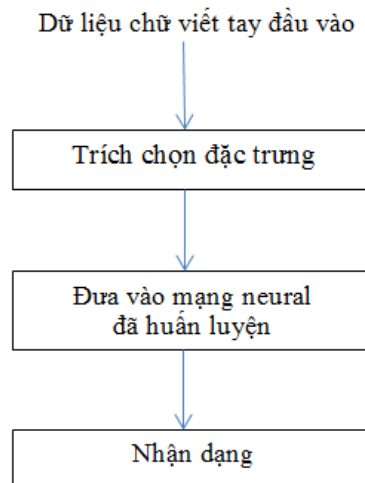 Dữ liệu chữ viết tay đầu vào
Trích chọn đặc trưng
Đưa vào mạng neural
đã huấn luyện
Nhận dạng